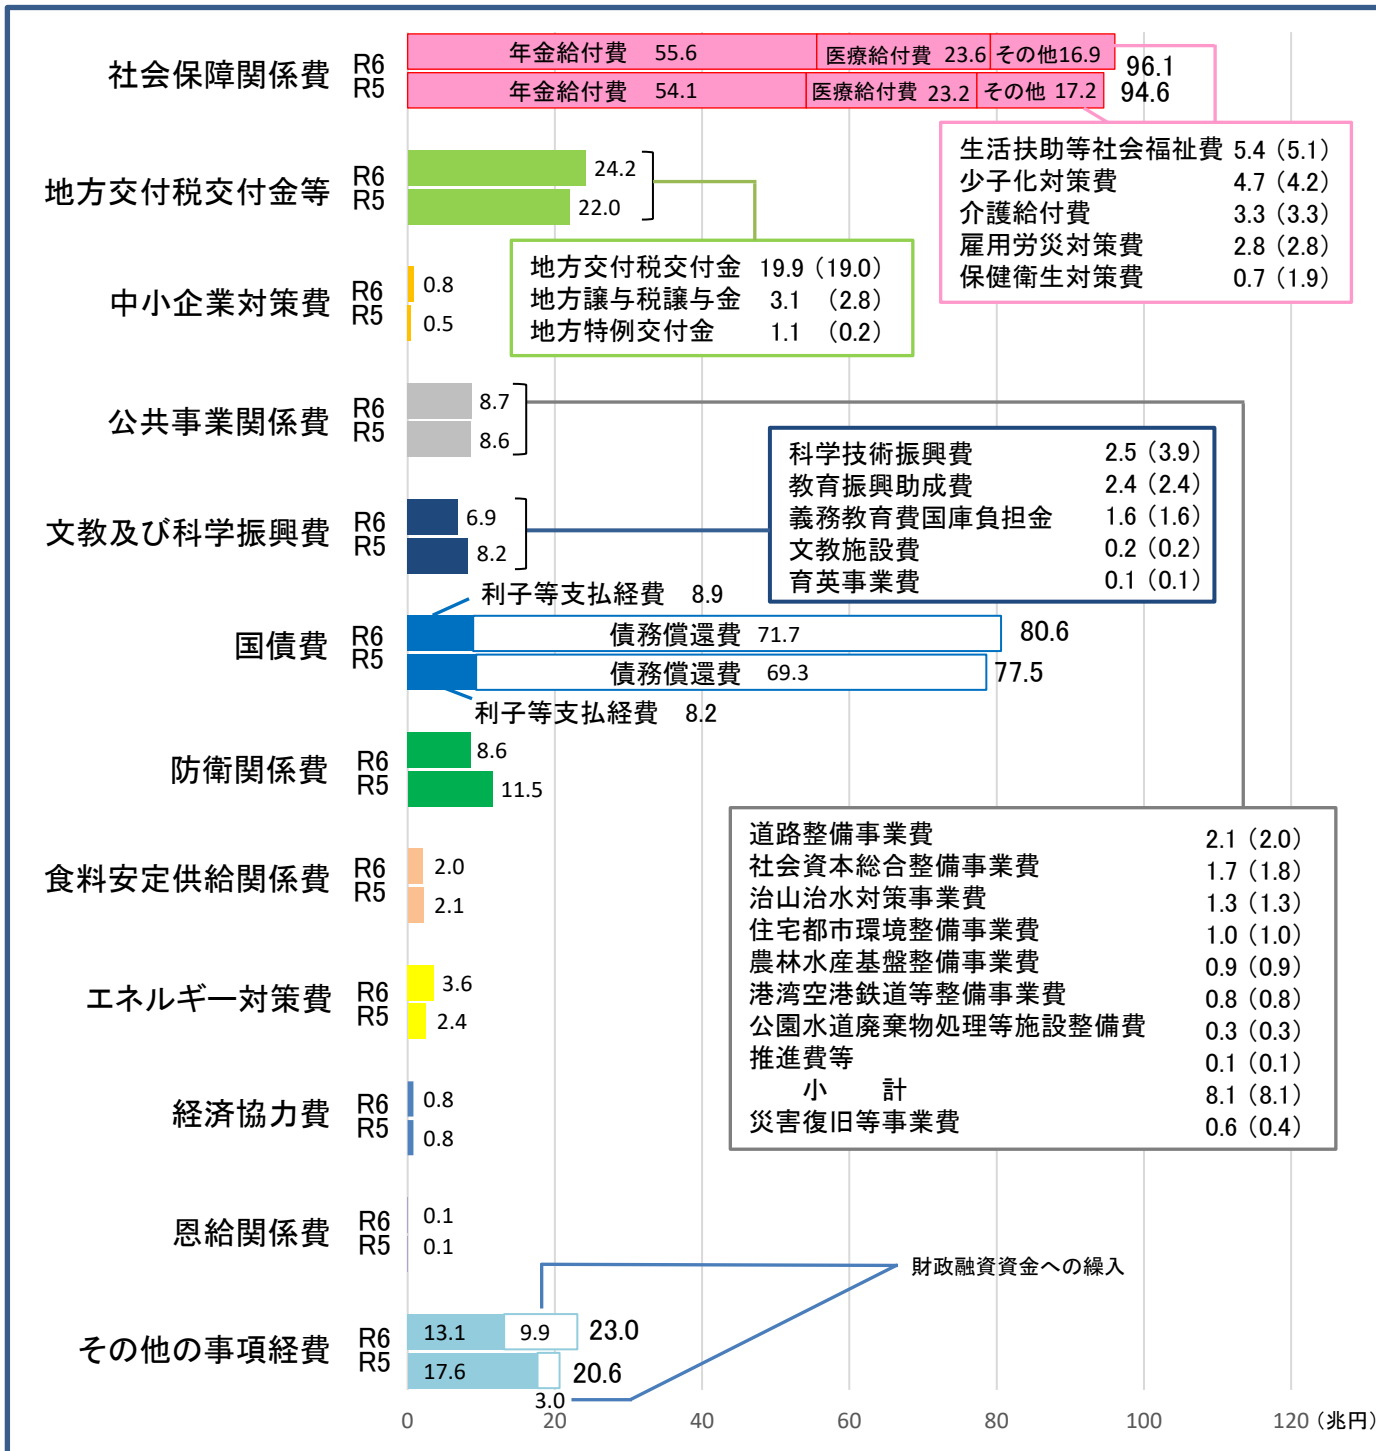 社会保障関係費
R6 年金給付費 55.6 医療給付費 23.6 その他16.9 96.1
R5 年金給付費 54.1 医療給付費 23.2 その他 17.2 94.6
生活扶助等社会福祉費 5.4 (5.1)
少子化対策費 4.7 (4.2)
介護給付費 3.3 (3.3)
雇用労災対策費 2.8 (2.8)
保健衛生対策費 0.7 (1.9)
地方交付税交付金等
R6 24.2
R5 22.0
地方交付税交付金 19.9 (19.0)
地方譲与税譲与金 3.1 (2.8)
地方特例交付金 1.1 (0.2)
中小企業対策費
R6 0.8
R5 0.5
公共事業関係費
R6 8.7
R5 8.6
科学技術振興費 2.5 (3.9)
教育振興助成費 2.4 (2.4)
義務教育費国庫負担金 1.6 (1.6)
文教施設費 0.2 (0.2)
育英事業費 0.1 (0.1)
文教及び科学振興費
R6 6.9
R5 8.2
利子等支払経費 8.9
国債費
R6 債務償還費 71.7 80.6
R5 債務償還費 69.3 77.5
利子等支払経費 8.2
防衛関係費
R6 8.6
R5 11.5
道路整備事業費 2.1 (2.0)
社会資本総合整備事業費 1.7 (1.8)
治山治水対策事業費 1.3 (1.3)
住宅都市環境整備事業費 1.0 (1.0)
農林水産基盤整備事業費 0.9 (0.9)
港湾空港鉄道等整備事業費 0.8 (0.8)
公園水道廃棄物処理等施設整備費 0.3 (0.3)
推進費等 0.1 (0.1)
小 計 8.1 (8.1)
災害復旧等事業費 0.6 (0.4)
食料安定供給関係費
R6 2.0
R5 2.1
エネルギー対策費
R6 3.6
R5 2.4
経済協力費
R6 0.8
R5 0.8
恩給関係費
R6 0.1
R5 0.1
財政融資資金への繰入
その他の事項経費
R6 13.1 9.9 23.0
R5 17.6 20.6
3.0
0 20 40 60 80 100 120 (兆円)